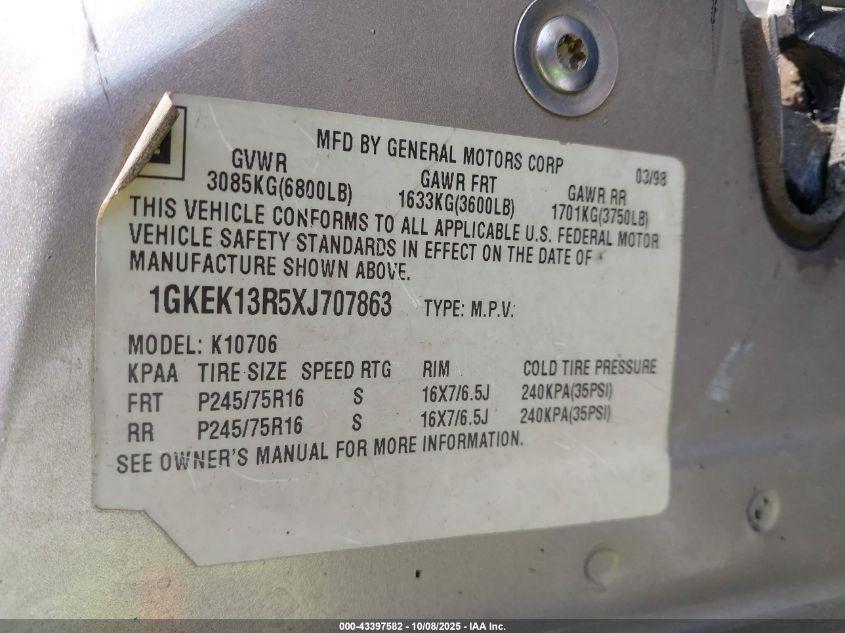 MFD BY GENERAL MOTORS CORP
03/98
GVWR GAWR FRT GAWR RR
3085KG(6800LB) 1633KG(3600LB) 1701KG(3750LB)
THIS VEHICLE CONFORMS TO ALL APPLICABLE U.S. FEDERAL MOTOR
VEHICLE SAFETY STANDARDS IN EFFECT ON THE DATE OF
MANUFACTURE SHOWN ABOVE.
1GKEK13R5XJ707863 TYPE: M.P.V.
MODEL: K10706
KPAA TIRE SIZE SPEED RTG RIM COLD TIRE PRESSURE
FRT P245/75R16 S 16X7/6.5J 240KPA(35PSI)
RR P245/75R16 S 16X7/6.5J 240KPA(35PSI)
SEE OWNER'S MANUAL FOR MORE INFORMATION.
000-43397582 - 10/08/2025 - IAA Inc.